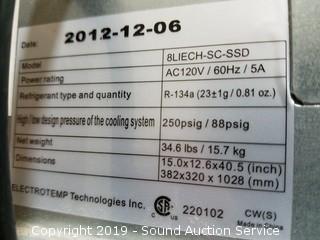 Date: 2012-12-06
Model 8LIECH-SC-SSD
Power rating AC120V / 60Hz / 5A
Refrigerant type and quantity R-134a (23±1g / 0.81 oz.)
High / low design pressure of the cooling system 250psig / 88psig
Net weight 34.6 lbs / 15.7 kg
Dimensions 15.0x12.6x40.5 (inch)
382x320 x 1028 (mm)
ELECTROTEMP Technologies Inc. 220102 CW(S)
Made in China
Copyright 2019 - Sound Auction Service